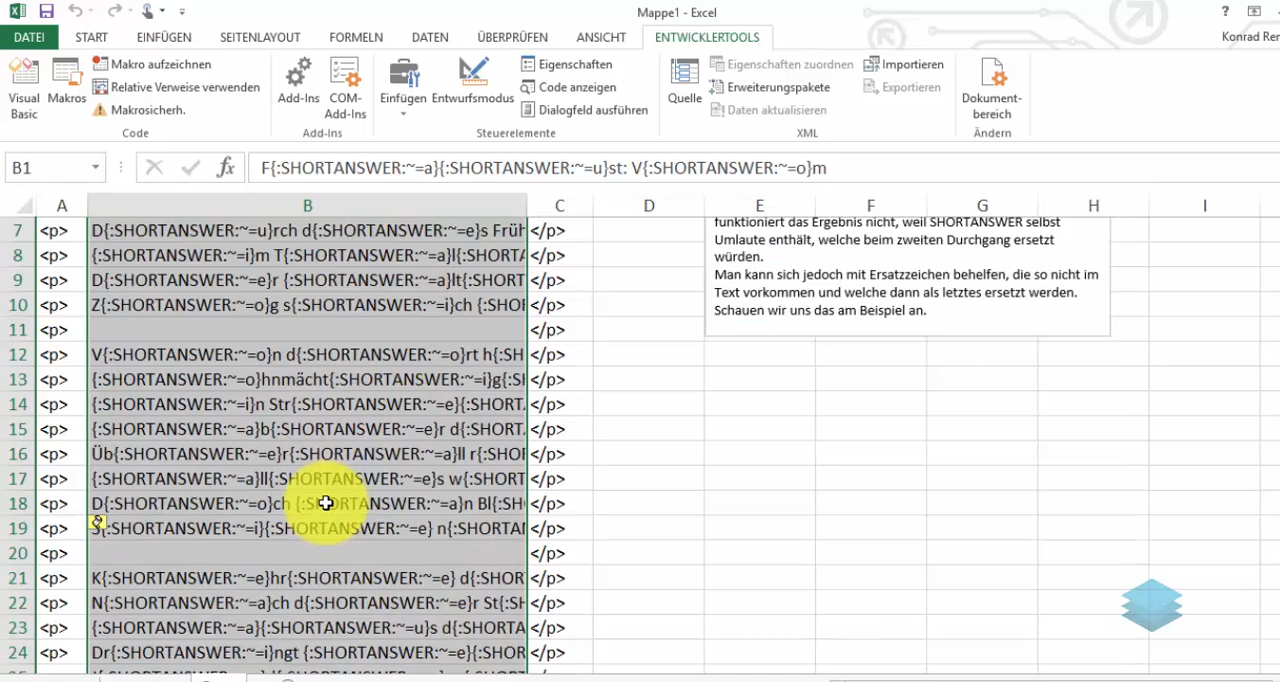 Mappe1 - Excel
?
DATEI START EINFÜGEN SEITENLAYOUT FORMELN DATEN ÜBERPRÜFEN ANSICHT ENTWICKLERTOOLS
Konrad Ren
Visual Basic
Makros
Makro aufzeichnen
Relative Verweise verwenden
Makrosicherh.
Code
Add-Ins
COM-Add-Ins
Add-Ins
Einfügen
Entwurfsmodus
Eigenschaften
Code anzeigen
Dialogfeld ausführen
Steuerelemente
Quelle
Eigenschaften zuordnen
Erweiterungspakete
Daten aktualisieren
Importieren
Exportieren
XML
Dokument-
bereich
Ändern
B1 fx F{:SHORTANSWER:~=a}{:SHORTANSWER:~=u}st: V{:SHORTANSWER:~=o}m
A B C D E F G H I
7 <p> D{:SHORTANSWER:~=u}rch d{:SHORTANSWER:~=e}s Früh </p>
8 <p> {:SHORTANSWER:~=i}m T{:SHORTANSWER:~=a}l{:SHORTA </p>
9 <p> D{:SHORTANSWER:~=e}r {:SHORTANSWER:~=a}lt{:SHORT </p>
10 <p> Z{:SHORTANSWER:~=o}g s{:SHORTANSWER:~=i}ch {:SHO </p>
11 <p> </p>
12 <p> V{:SHORTANSWER:~=o}n d{:SHORTANSWER:~=o}rt h{:SH </p>
13 <p> {:SHORTANSWER:~=o}hnmächt{:SHORTANSWER:~=i}g{:S </p>
14 <p> {:SHORTANSWER:~=i}n Str{:SHORTANSWER:~=e}{:SHORT </p>
15 <p> {:SHORTANSWER:~=a}b{:SHORTANSWER:~=e}r d{:SHORT </p>
16 <p> Üb{:SHORTANSWER:~=e}r{:SHORTANSWER:~=a}ll r{:SHO </p>
17 <p> {:SHORTANSWER:~=a}ll{:SHORTANSWER:~=e}s w{:SHORT </p>
18 <p> D{:SHORTANSWER:~=o}ch {:SHORTANSWER:~=a}n Bl{:SH </p>
19 <p> S{:SHORTANSWER:~=i}{:SHORTANSWER:~=e} n{:SHORTAN </p>
20 <p> </p>
21 <p> K{:SHORTANSWER:~=e}hr{:SHORTANSWER:~=e} d{:SHOR </p>
22 <p> N{:SHORTANSWER:~=a}ch d{:SHORTANSWER:~=e}r St{:SH </p>
23 <p> {:SHORTANSWER:~=a}{:SHORTANSWER:~=u}s d{:SHORTA </p>
24 <p> Dr{:SHORTANSWER:~=i}ngt {:SHORTANSWER:~=e}{:SHOR </p>
funktioniert das Ergebnis nicht, weil SHORTANSWER selbst
Umlaute enthält, welche beim zweiten Durchgang ersetzt
würden.
Man kann sich jedoch mit Ersatzzeichen behelfen, die so nicht im
Text vorkommen und welche dann als letztes ersetzt werden.
Schauen wir uns das am Beispiel an.